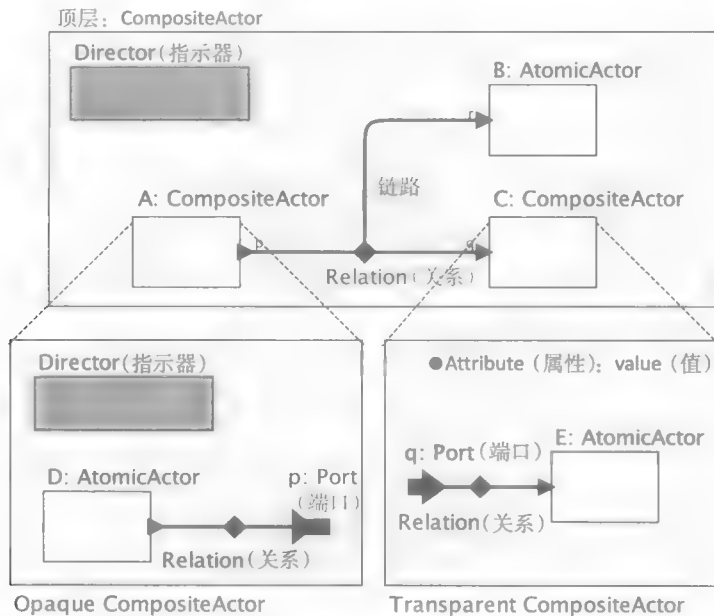 顶层：CompositeActor
Director(指示器)
B: AtomicActor
r
链路
A: CompositeActor
C: CompositeActor
p
q
Relation(关系)
Director(指示器)
●Attribute（属性)：value（值)
D: AtomicActor
p: Port
(端口)
Relation(关系)
q: Port(端口)
E: AtomicActor
Relation(关系)
Opaque CompositeActor
Transparent CompositeActor